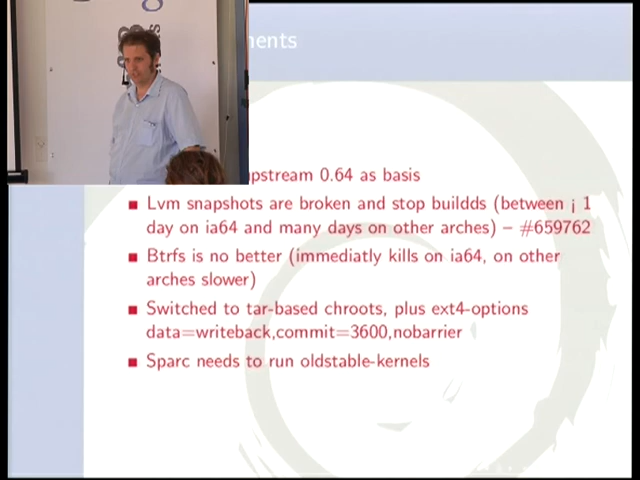 ents
upstream 0.64 as basis
Lvm snapshots are broken and stop buildds (between ¡ 1
day on ia64 and many days on other arches) – #659762
Btrfs is no better (immediatly kills on ia64, on other
arches slower)
Switched to tar-based chroots, plus ext4-options
data=writeback,commit=3600,nobarrier
Sparc needs to run oldstable-kernels